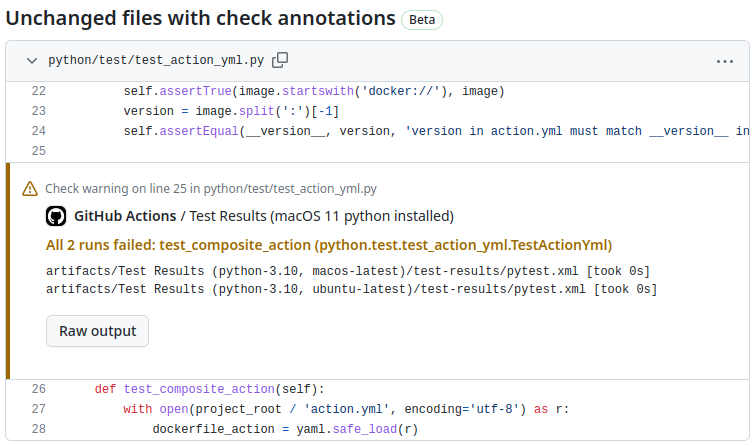 Unchanged files with check annotations Beta
python/test/test_action_yml.py
22 self.assertTrue(image.startswith('docker://'), image)
23 version = image.split(':')[-1]
24 self.assertEqual(__version__, version, 'version in action.yml must match __version__ in
25
Check warning on line 25 in python/test/test_action_yml.py
GitHub Actions / Test Results (macOS 11 python installed)
All 2 runs failed: test_composite_action (python.test.test_action_yml.TestActionYml)
artifacts/Test Results (python-3.10, macos-latest)/test-results/pytest.xml [took 0s]
artifacts/Test Results (python-3.10, ubuntu-latest)/test-results/pytest.xml [took 0s]
Raw output
26 def test_composite_action(self):
27 with open(project_root / 'action.yml', encoding='utf-8') as r:
28 dockerfile_action = yaml.safe_load(r)